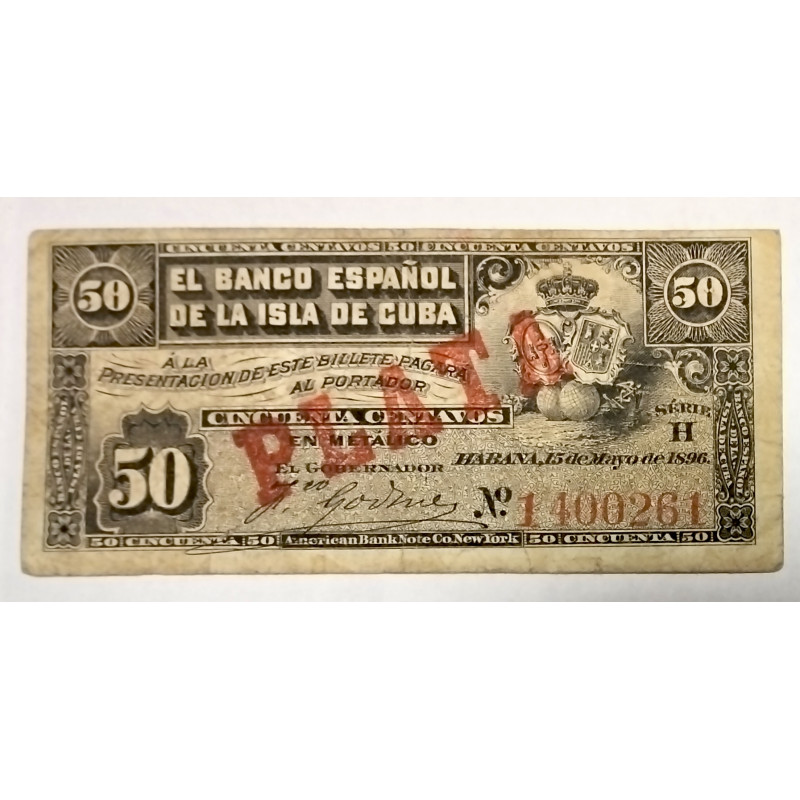 CINCUENTA CENTAVOS 50 CINCUENTA CENTAVOS
50
EL BANCO ESPAÑOL
DE LA ISLA DE CUBA
50
Á LA
PRESENTACION DE ESTE BILLETE PAGARÁ
AL PORTADOR
CINCUENTA CENTAVOS
EN METÁLICO
PLATA
SÉRIE
H
50
EL GOBERNADOR
HABANA, 15 de Mayo de 1896.
Nº 1400261
50 CINCUENTA 50
American Bank Note Co. New York
50 CINCUENTA 50